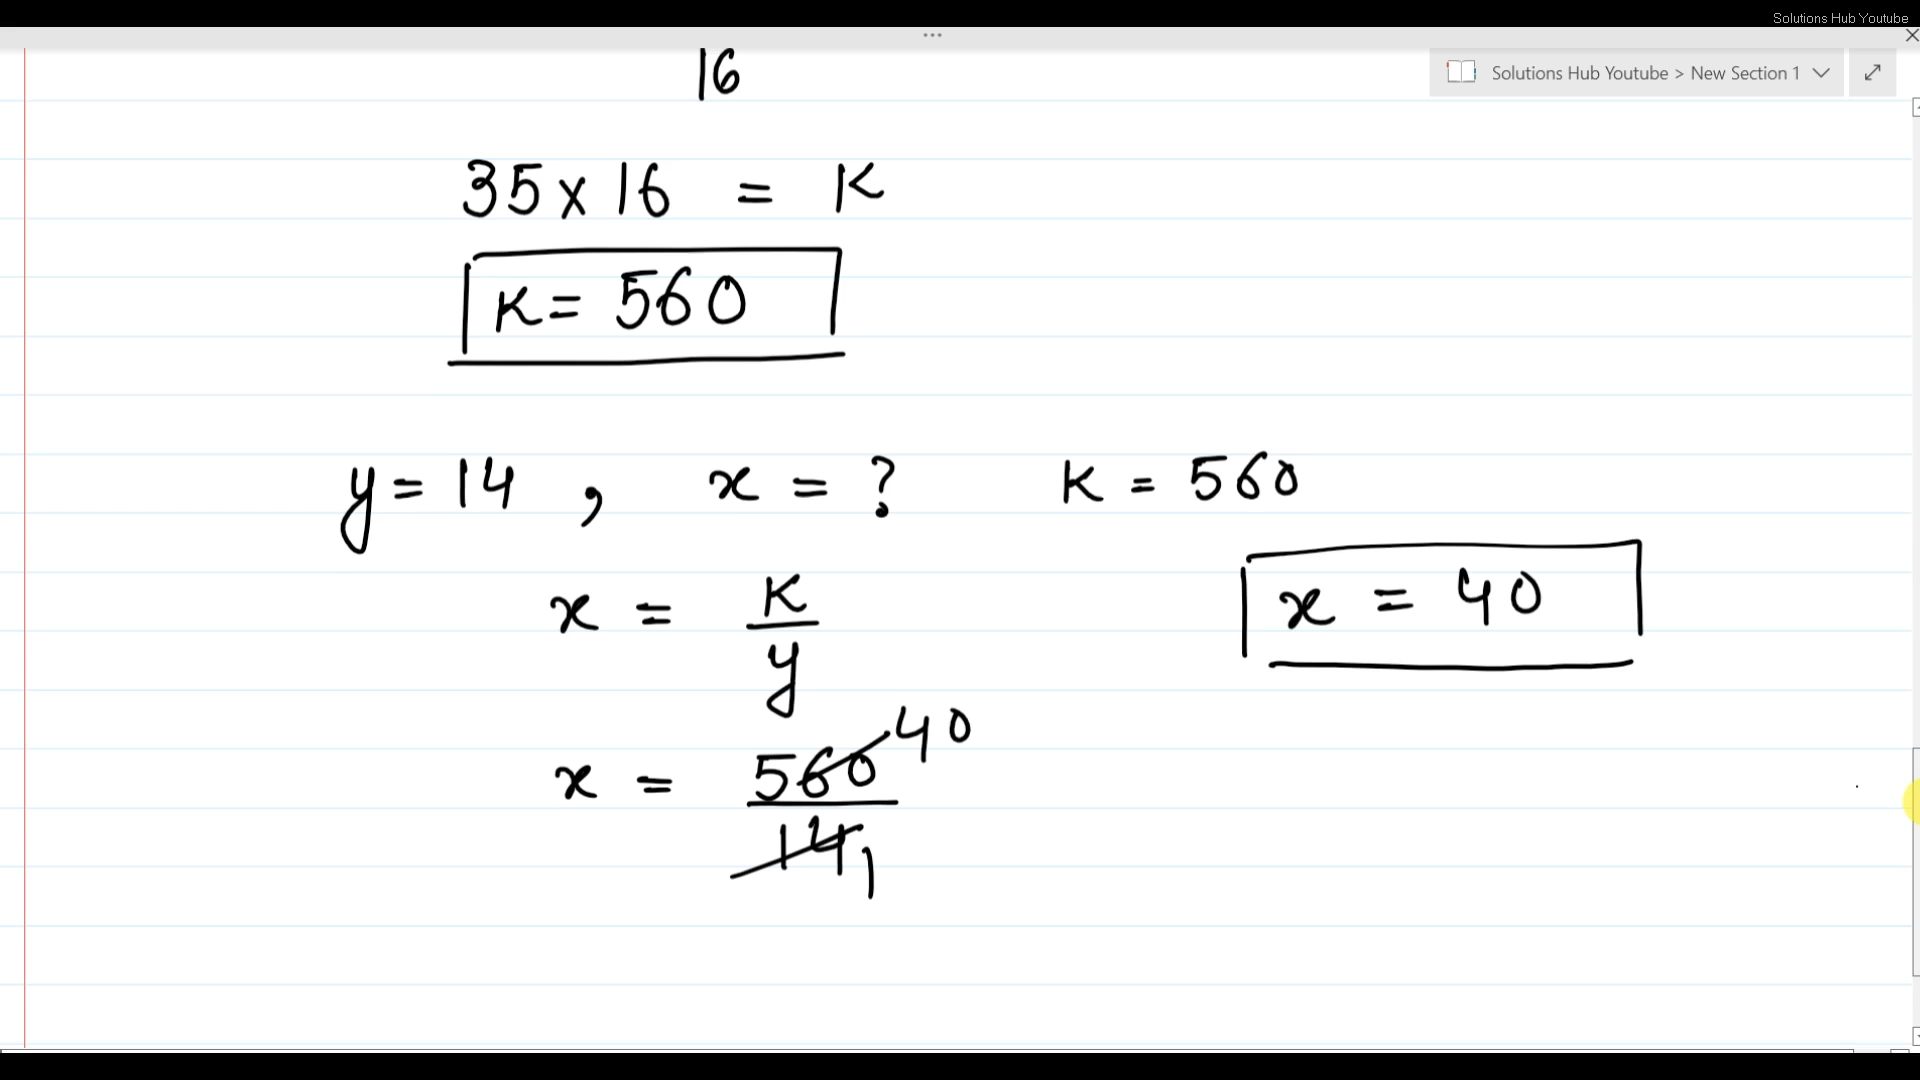 Solutions Hub Youtube
Solutions Hub Youtube > New Section 1
16
35 x 16 = K
K = 560
y = 14 , x = ? K = 560
x = K
y
x = 40
x = 560 40
14 1